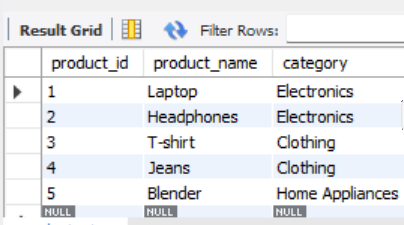 Result Grid Filter Rows:
product_id product_name category
1 Laptop Electronics
2 Headphones Electronics
3 T-shirt Clothing
4 Jeans Clothing
5 Blender Home Appliances
NULL NULL NULL